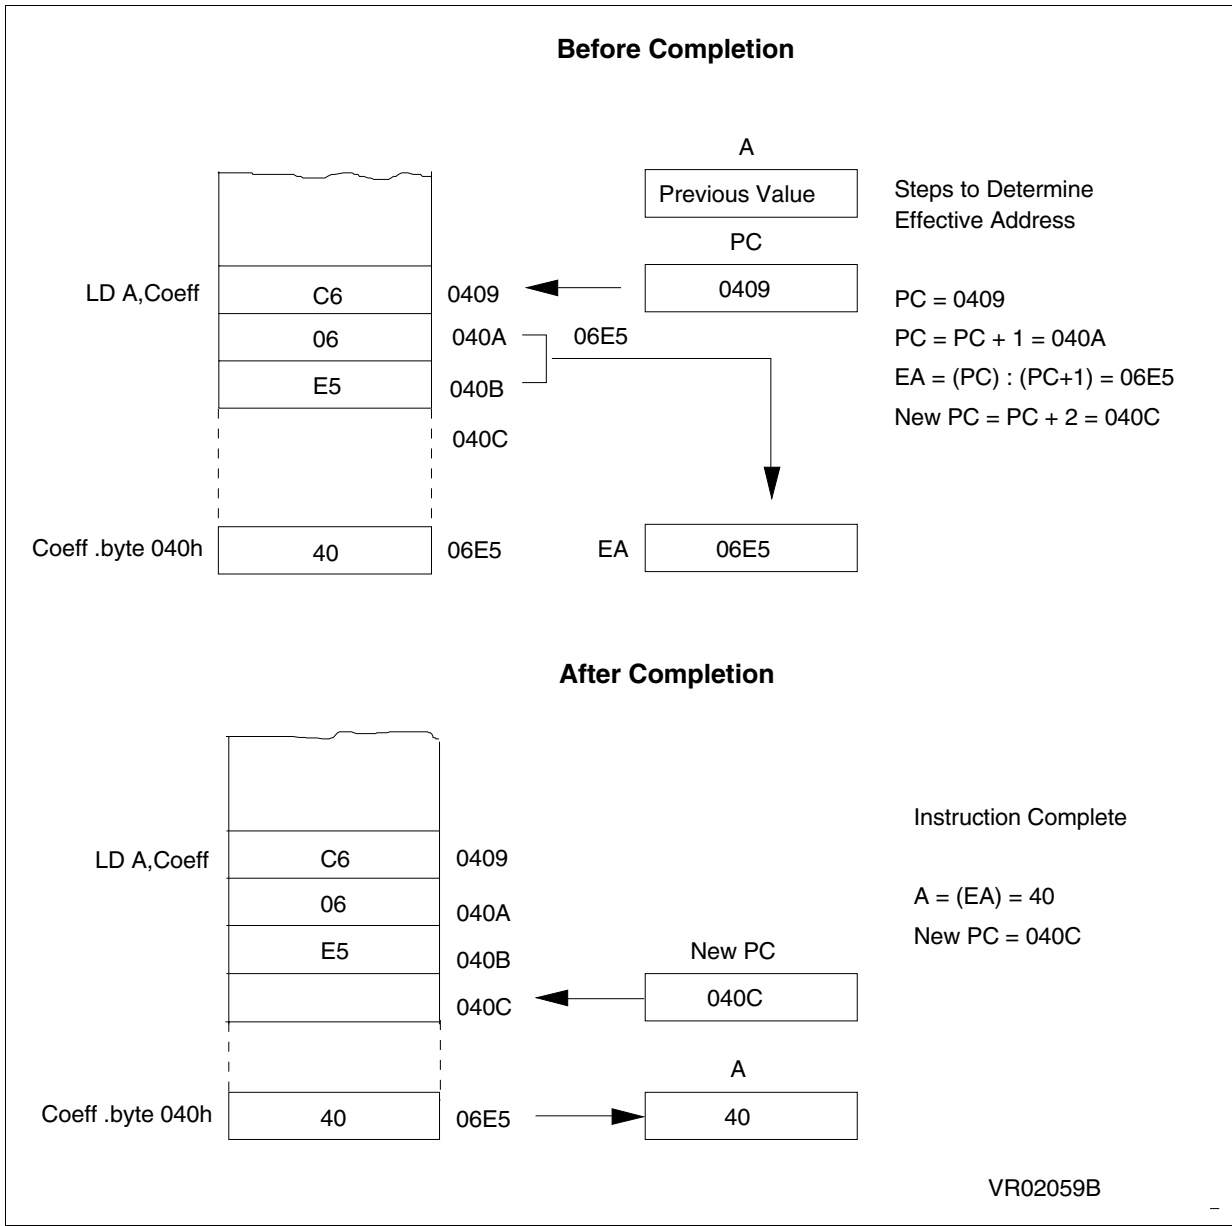 Before Completion
A
Previous Value
Steps to Determine
Effective Address
PC
LD A,Coeff
C6
0409
0409
PC = 0409
06
040A
06E5
PC = PC + 1 = 040A
E5
040B
EA = (PC) : (PC+1) = 06E5
040C
New PC = PC + 2 = 040C
Coeff .byte 040h
40
06E5
EA
06E5
After Completion
Instruction Complete
LD A,Coeff
C6
0409
06
040A
A = (EA) = 40
E5
040B
New PC
New PC = 040C
040C
040C
A
Coeff .byte 040h
40
06E5
40
VR02059B